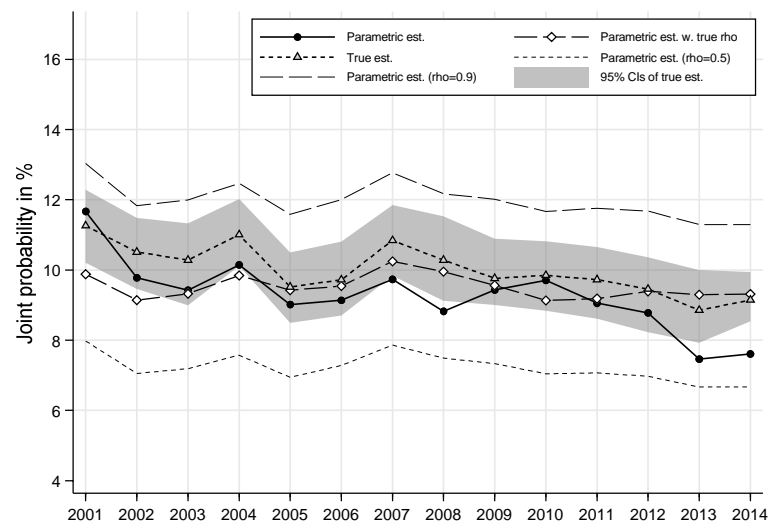 Parametric est.
Parametric est. w. true rho
True est.
Parametric est. (rho=0.5)
Parametric est. (rho=0.9)
95% CIs of true est.
Joint probability in %
16
14
12
10
8
6
4
2001 2002 2003 2004 2005 2006 2007 2008 2009 2010 2011 2012 2013 2014